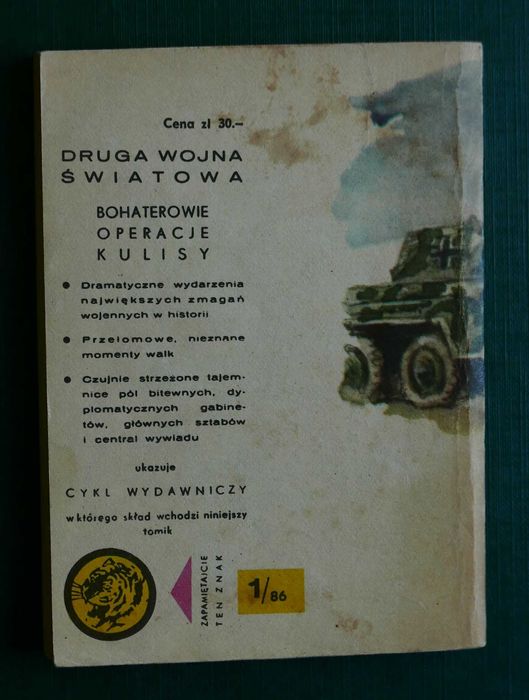 Cena zł 30.–
DRUGA WOJNA
ŚWIATOWA
BOHATEROWIE
OPERACJE
KULISY
● Dramatyczne wydarzenia
największych zmagań
wojennych w historii
● Przełomowe, nieznane
momenty walk
● Czujnie strzeżone tajem-
nice pól bitewnych, dy-
plomatycznych gabine-
tów, głównych sztabów
i central wywiadu
ukazuje
CYKL WYDAWNICZY
w którego skład wchodzi niniejszy
tomik
ZAPAMIĘTAJCIE
TEN ZNAK
1/86